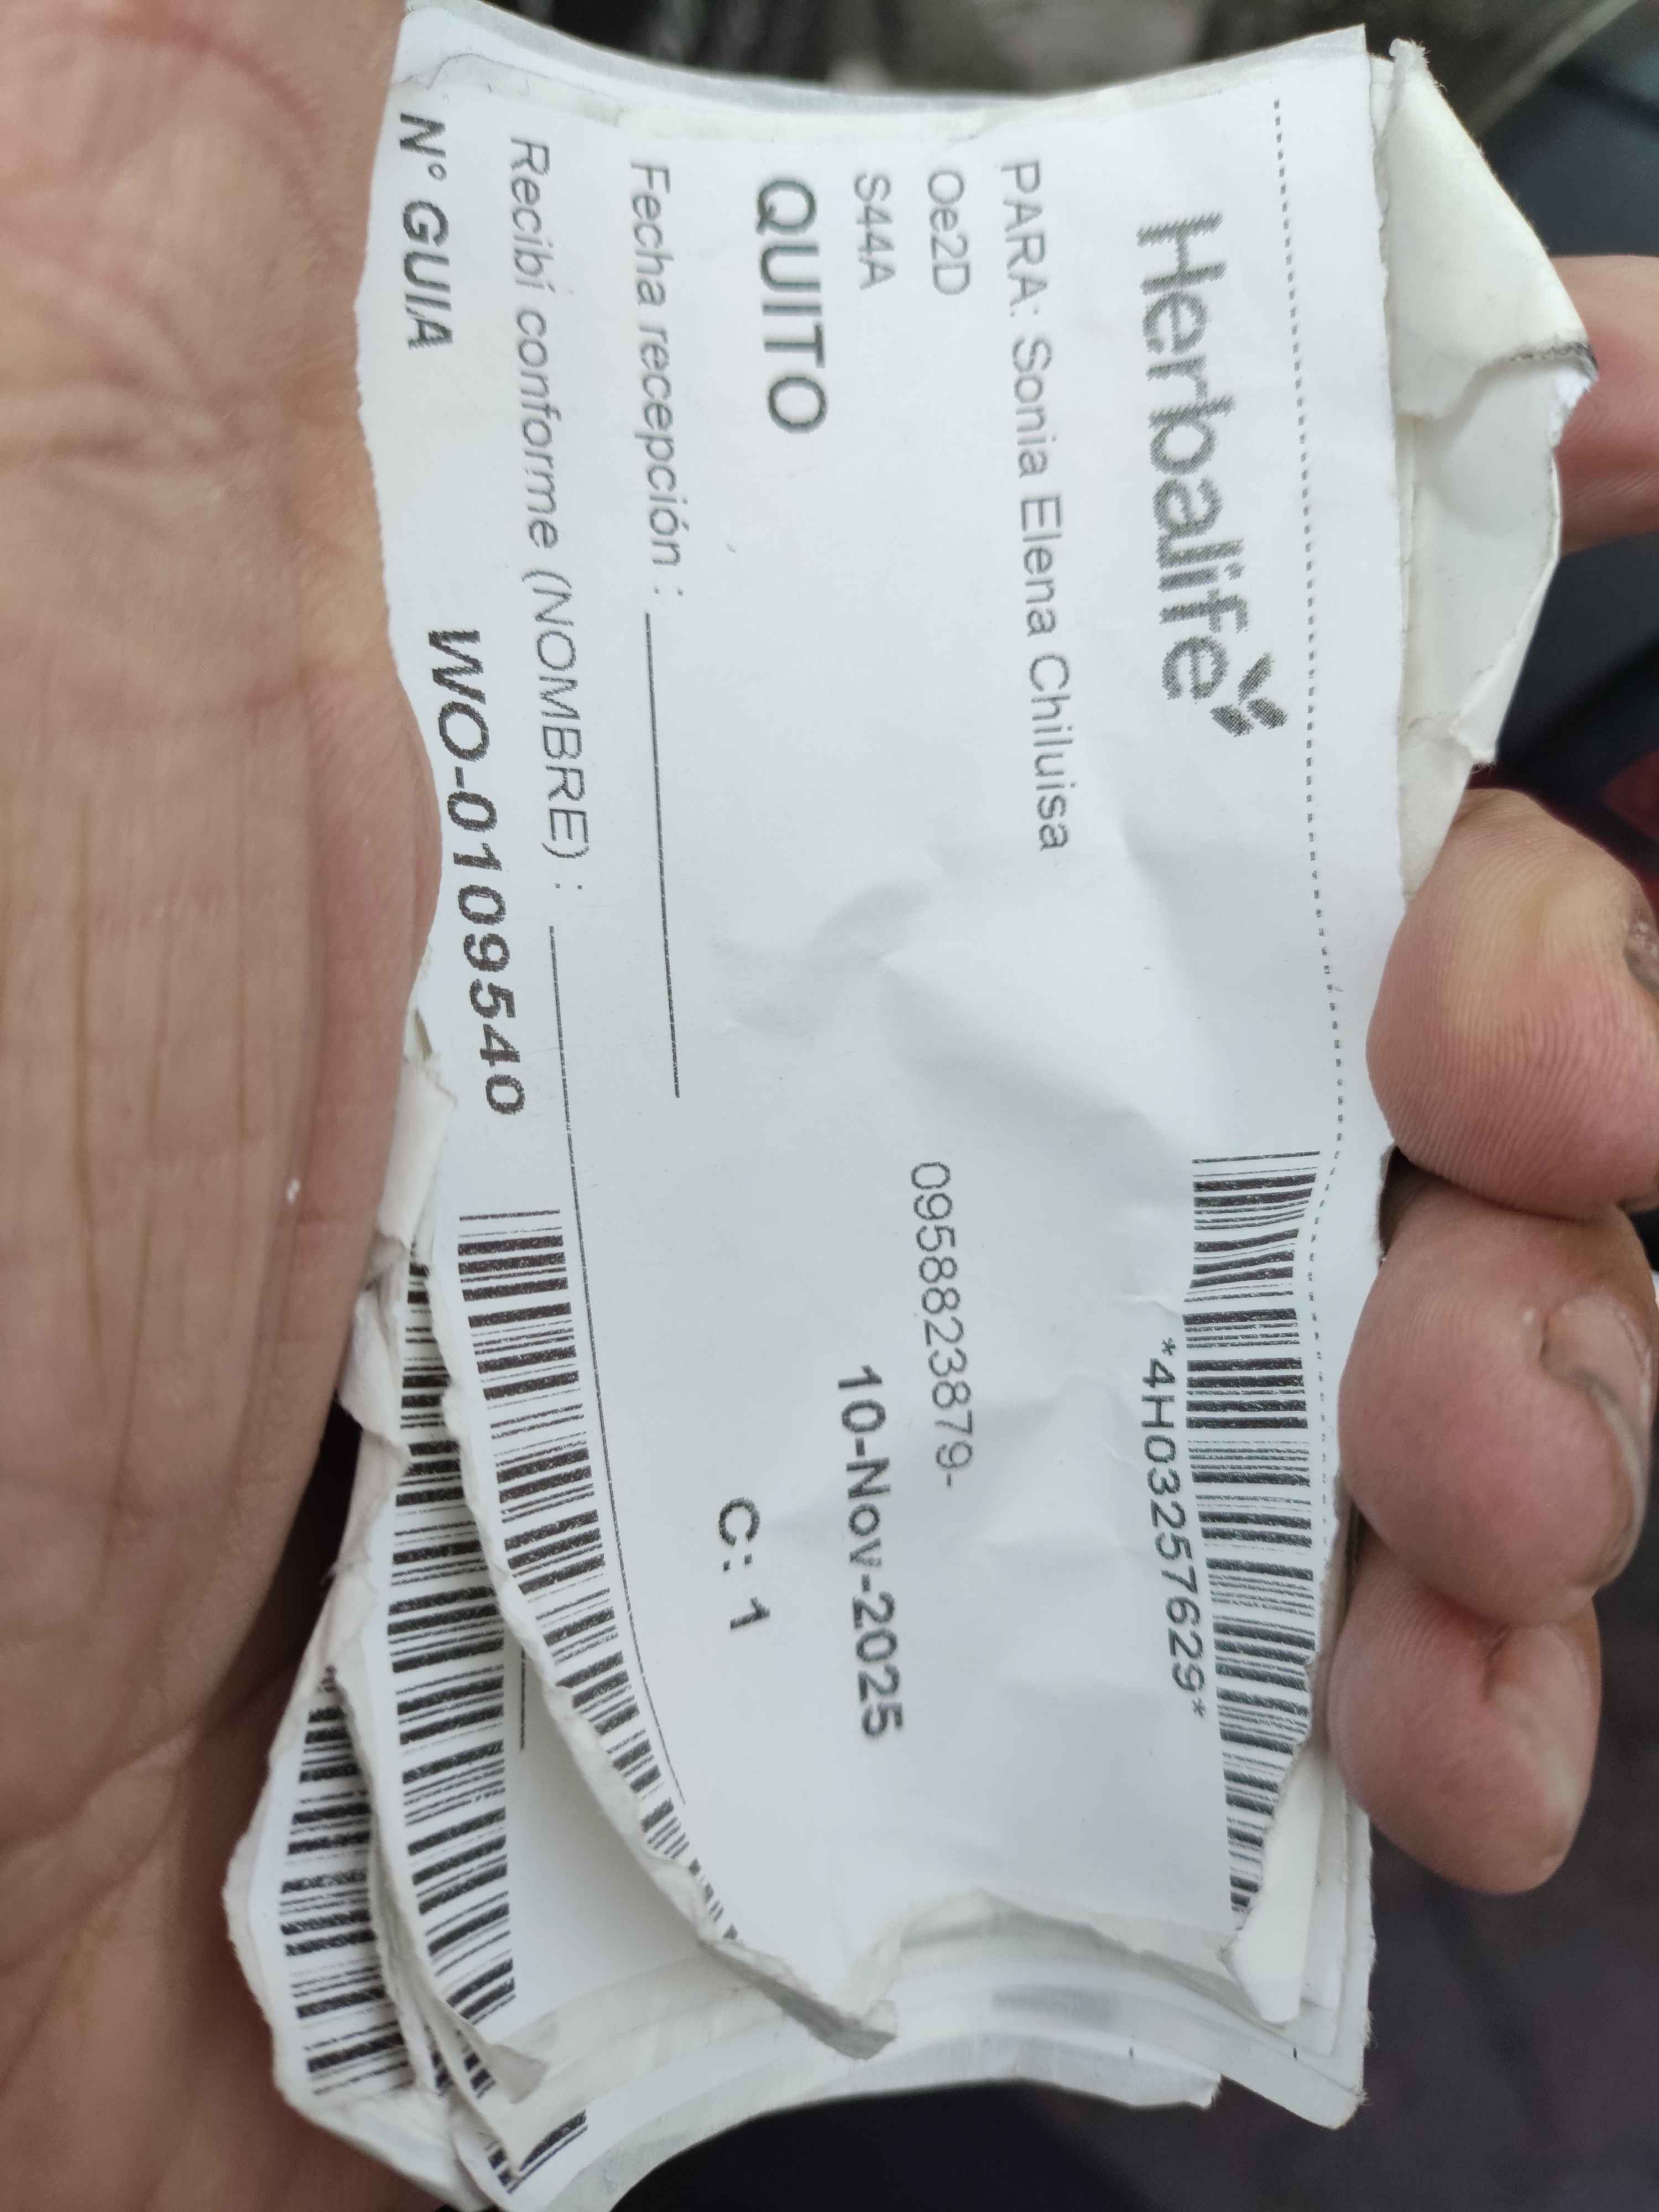 Herbalife
*4H03257629*
PARA: Sonia Elena Chiluisa
Oe2D
0958823879-
S44A
10-Nov-2025
QUITO
C: 1
Fecha recepción :
Recibí conforme (NOMBRE) :
N° GUIA WO-0109540